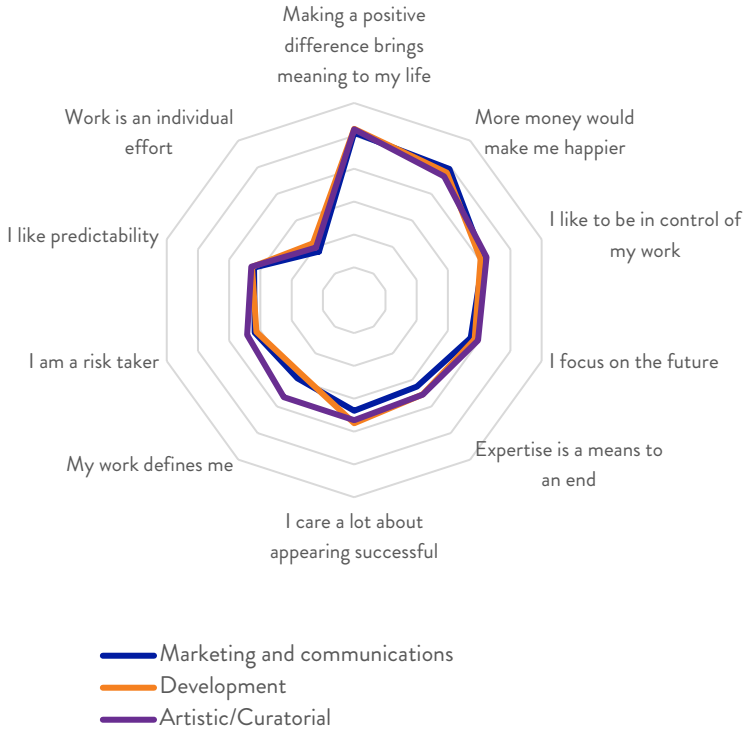 Making a positive
difference brings
meaning to my life
More money would
make me happier
I like to be in control of
my work
I focus on the future
Expertise is a means to
an end
I care a lot about
appearing successful
My work defines me
I am a risk taker
I like predictability
Work is an individual
effort
Marketing and communications
Development
Artistic/Curatorial